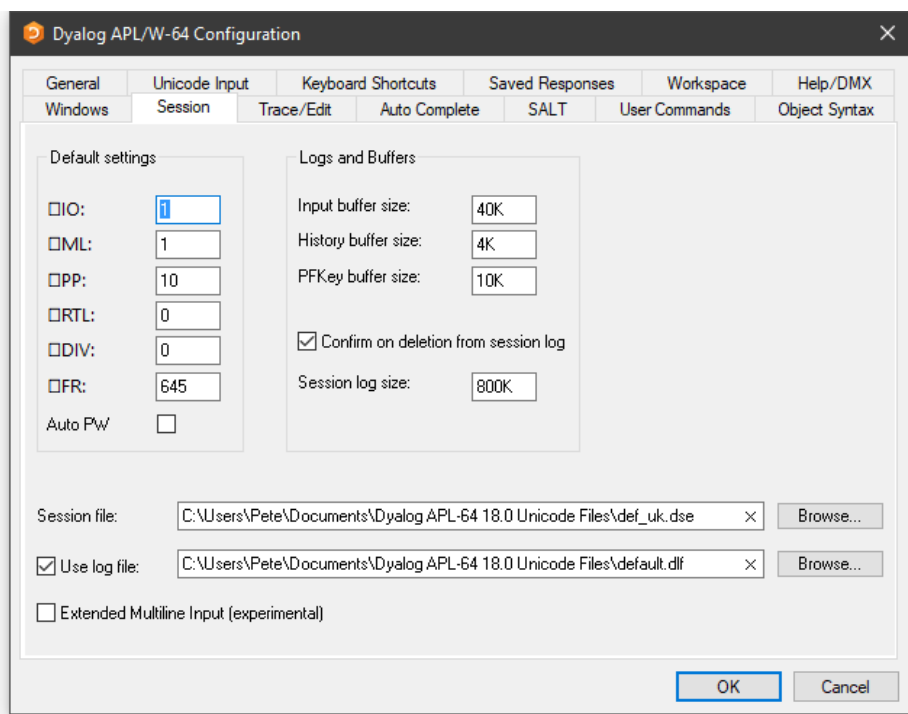 Dyalog APL/W-64 Configuration
General Unicode Input Keyboard Shortcuts Saved Responses Workspace Help/DMX
Windows Session Trace/Edit Auto Complete SALT User Commands Object Syntax
Default settings
⎕IO: 1
⎕ML: 1
⎕PP: 10
⎕RTL: 0
⎕DIV: 0
⎕FR: 645
Auto PW
Logs and Buffers
Input buffer size: 40K
History buffer size: 4K
PFKey buffer size: 10K
Confirm on deletion from session log
Session log size: 800K
Session file: C:\Users\Pete\Documents\Dyalog APL-64 18.0 Unicode Files\def_uk.dse Browse...
Use log file: C:\Users\Pete\Documents\Dyalog APL-64 18.0 Unicode Files\default.dlf Browse...
Extended Multiline Input (experimental)
OK Cancel